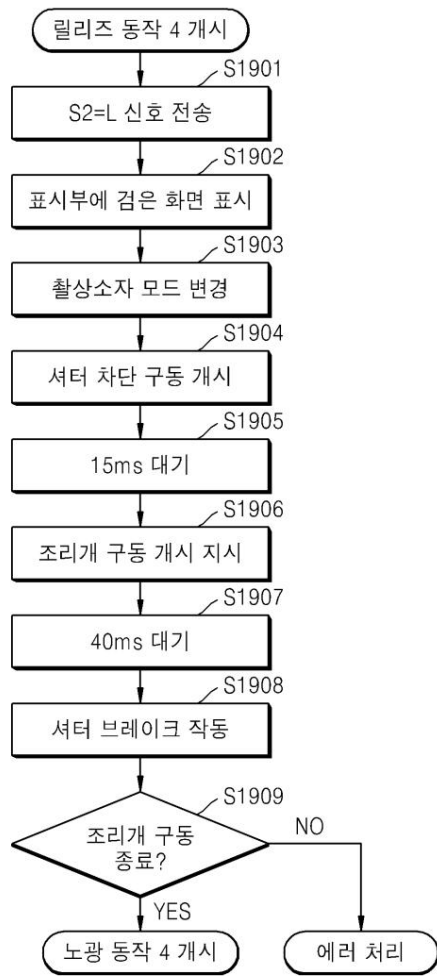 릴리즈 동작 4 개시
S1901
S2=L 신호 전송
S1902
표시부에 검은 화면 표시
S1903
촬상소자 모드 변경
S1904
셔터 차단 구동 개시
S1905
15ms 대기
S1906
조리개 구동 개시 지시
S1907
40ms 대기
S1908
셔터 브레이크 작동
S1909
조리개 구동
종료?
NO
YES
노광 동작 4 개시
에러 처리